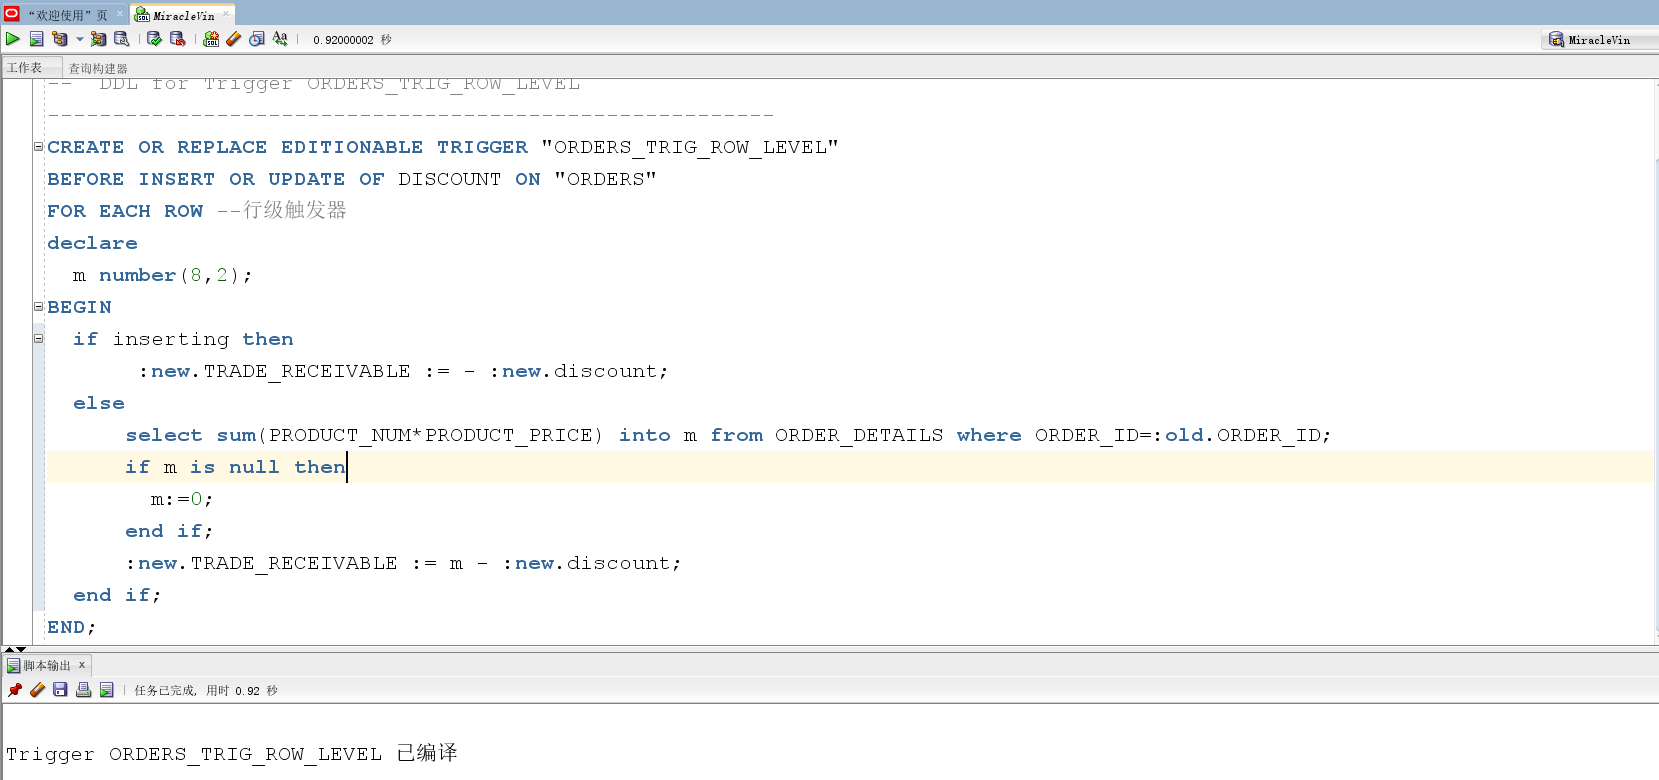 “欢迎使用”页 × MiracleVin ×
0.92000002 秒 MiracleVin
工作表 查询构建器
-- DDL for Trigger ORDERS_TRIG_ROW_LEVEL
--------------------------------------------------------
CREATE OR REPLACE EDITIONABLE TRIGGER "ORDERS_TRIG_ROW_LEVEL"
BEFORE INSERT OR UPDATE OF DISCOUNT ON "ORDERS"
FOR EACH ROW --行级触发器
declare
m number(8,2);
BEGIN
if inserting then
:new.TRADE_RECEIVABLE := - :new.discount;
else
select sum(PRODUCT_NUM*PRODUCT_PRICE) into m from ORDER_DETAILS where ORDER_ID=:old.ORDER_ID;
if m is null then
m:=0;
end if;
:new.TRADE_RECEIVABLE := m - :new.discount;
end if;
END;
脚本输出 ×
任务已完成, 用时 0.92 秒
Trigger ORDERS_TRIG_ROW_LEVEL 已编译